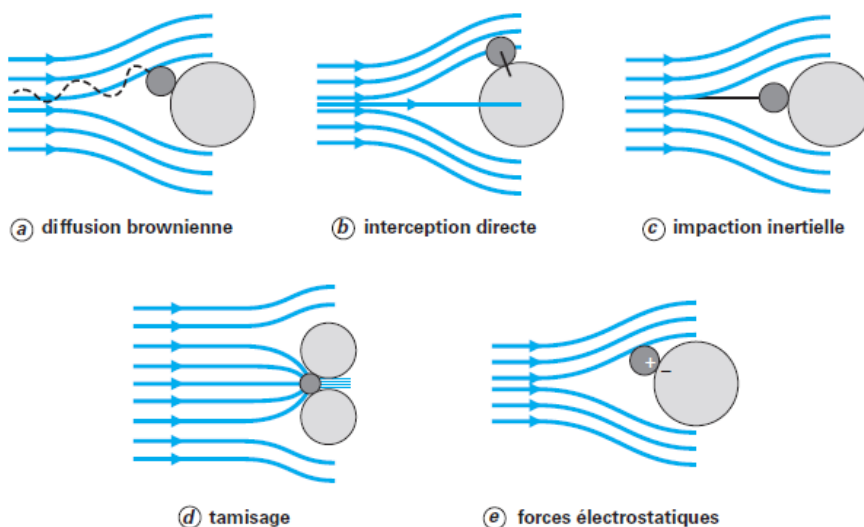 a diffusion brownienne
b interception directe
c impaction inertielle
+
−
d tamisage
e forces électrostatiques